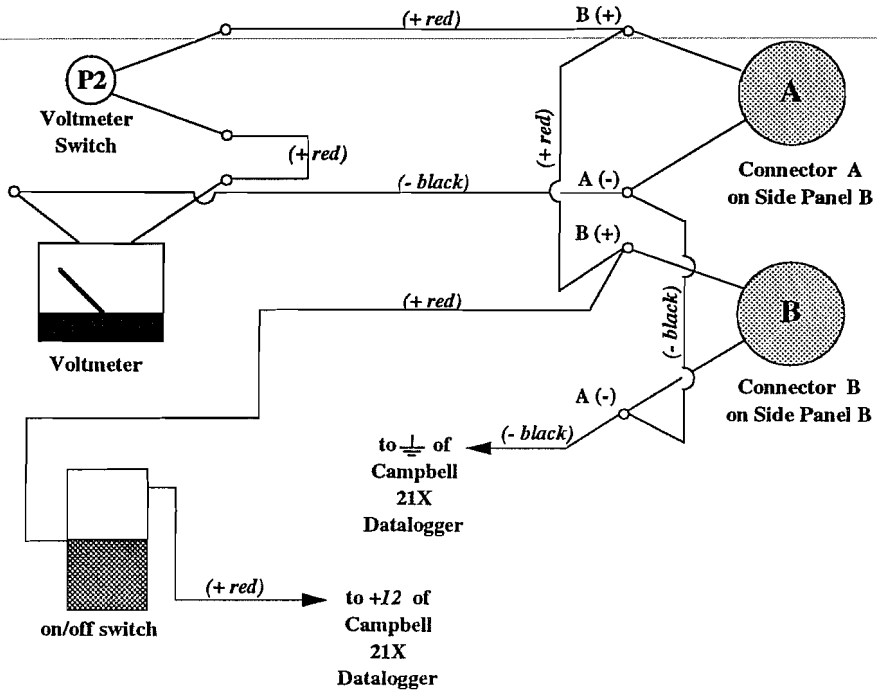 (+ red)
B (+)
P2
A
Voltmeter
Switch
(+ red)
(+ red)
Connector A
on Side Panel B
(- black)
A (-)
B (+)
(+ red)
(- black)
B
Voltmeter
Connector B
on Side Panel B
A (-)
(- black)
to ⏚ of
Campbell
21X
Datalogger
(+ red)
on/off switch
to +12 of
Campbell
21X
Datalogger